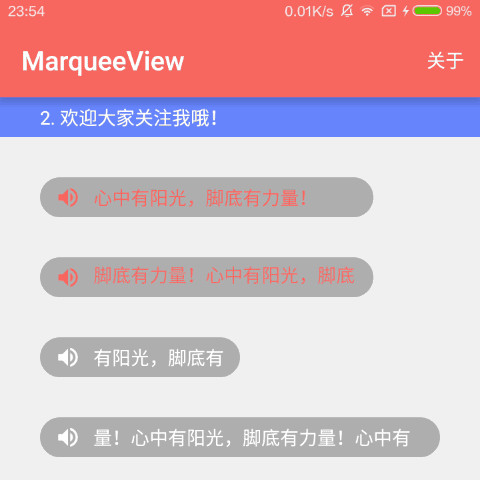 23:54 0.01K/s 99%
MarqueeView 关于
2. 欢迎大家关注我哦！
心中有阳光，脚底有力量！
脚底有力量！心中有阳光，脚底
有阳光，脚底有
量！心中有阳光，脚底有力量！心中有